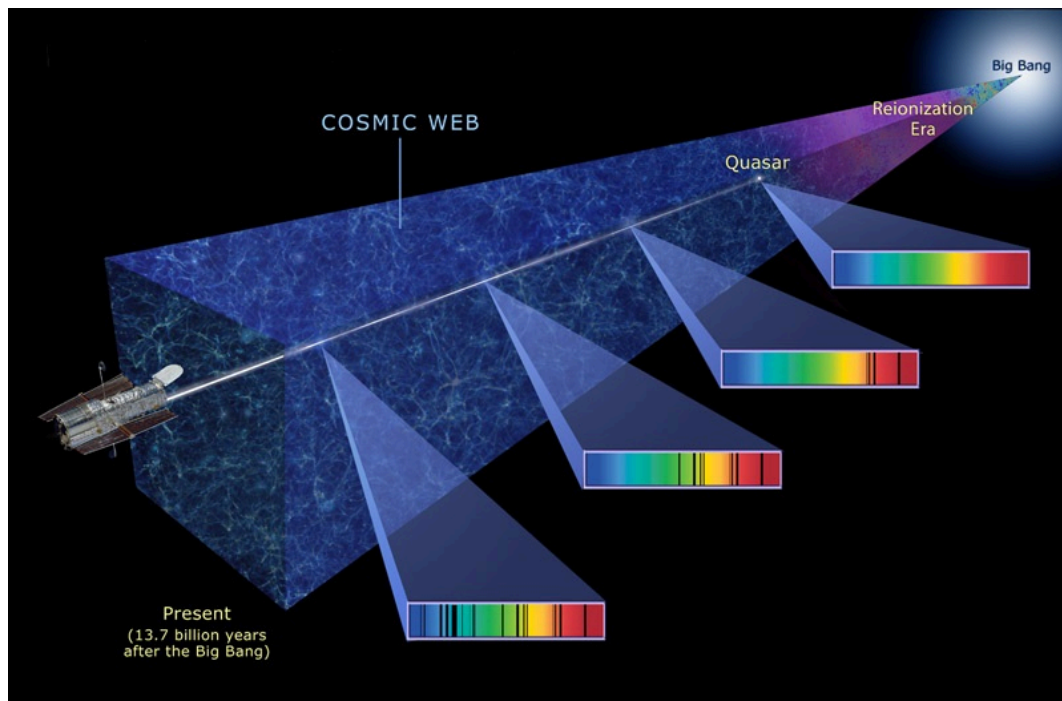 Big Bang
Reionization
Era
COSMIC WEB
Quasar
Present
(13.7 billion years
after the Big Bang)